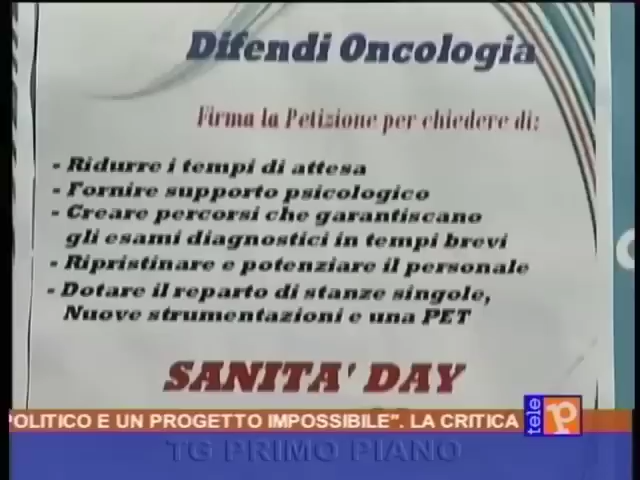 Difendi Oncologia
Firma la Petizione per chiedere di:
- Ridurre i tempi di attesa
- Fornire supporto psicologico
- Creare percorsi che garantiscano
gli esami diagnostici in tempi brevi
- Ripristinare e potenziare il personale
- Dotare il reparto di stanze singole,
Nuove strumentazioni e una PET
SANITA' DAY
POLITICO E UN PROGETTO IMPOSSIBILE". LA CRITICA
tele P
TG PRIMO PIANO